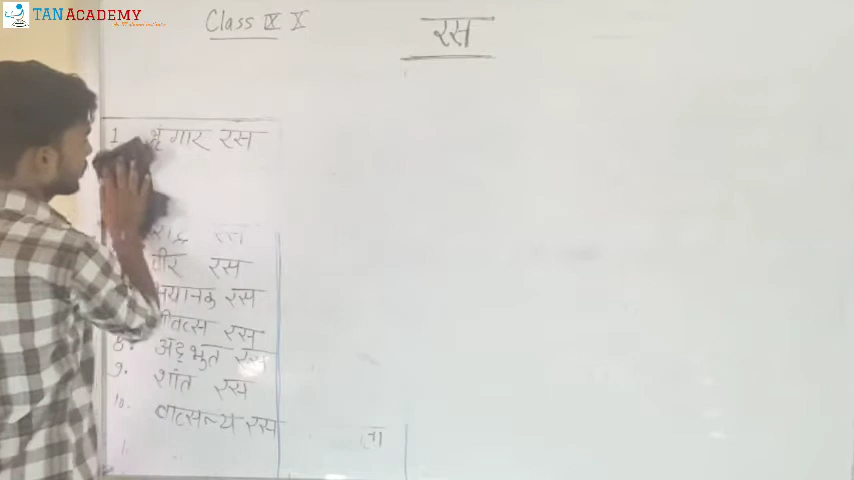 TAN ACADEMY
Class IX X
रस
1 श्रृंगार रस
वीर रस
भयानक रस
वीभत्स रस
8. अद्भुत रस
9. शांत रस
10. वात्सल्य रस